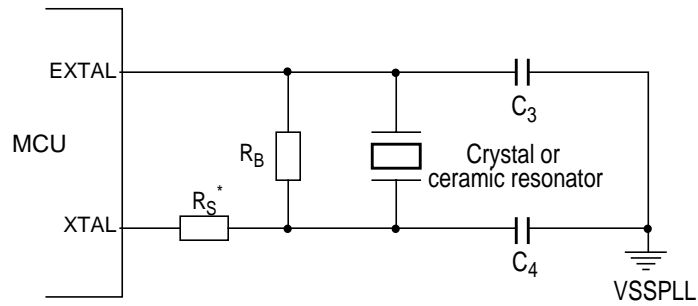 EXTAL
C3
MCU
RB
Crystal or
ceramic resonator
RS*
XTAL
C4
VSSPLL